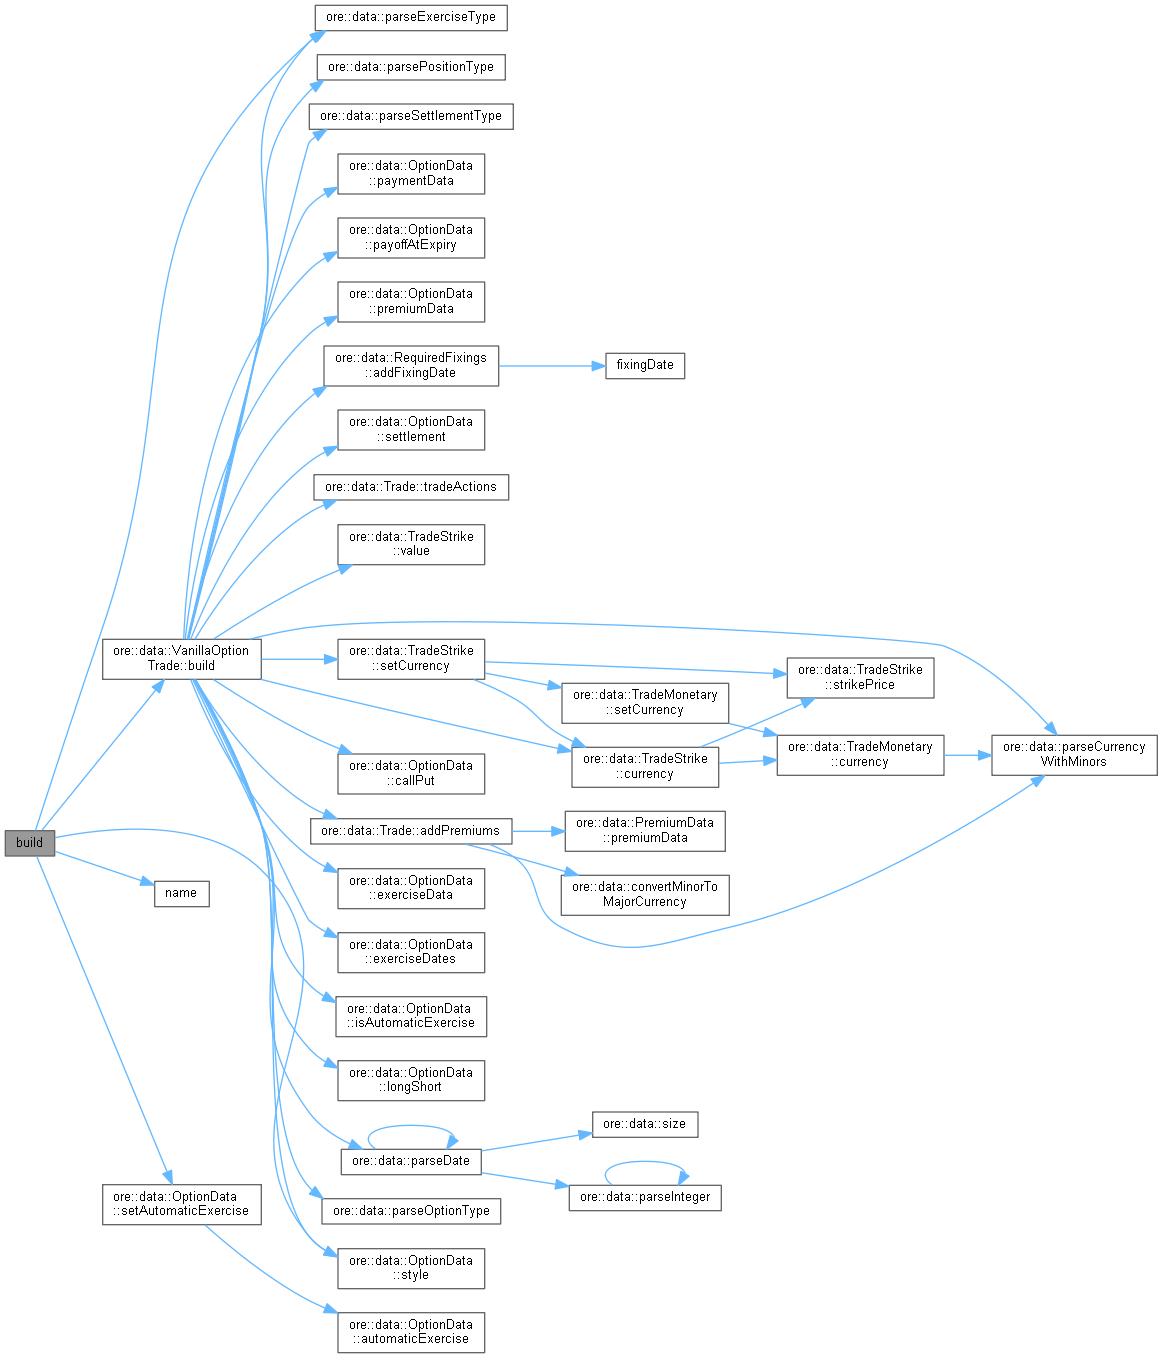 ore::data::parseExerciseType
ore::data::parsePositionType
ore::data::parseSettlementType
ore::data::OptionData
::paymentData
ore::data::OptionData
::payoffAtExpiry
ore::data::OptionData
::premiumData
ore::data::RequiredFixings
::addFixingDate
fixingDate
ore::data::OptionData
::settlement
ore::data::Trade::tradeActions
ore::data::TradeStrike
::value
ore::data::VanillaOption
Trade::build
ore::data::TradeStrike
::setCurrency
ore::data::TradeStrike
::strikePrice
ore::data::TradeMonetary
::setCurrency
ore::data::TradeStrike
::currency
ore::data::TradeMonetary
::currency
ore::data::parseCurrency
WithMinors
ore::data::OptionData
::callPut
ore::data::Trade::addPremiums
ore::data::PremiumData
::premiumData
build
name
ore::data::OptionData
::exerciseData
ore::data::convertMinorTo
MajorCurrency
ore::data::OptionData
::exerciseDates
ore::data::OptionData
::isAutomaticExercise
ore::data::OptionData
::longShort
ore::data::size
ore::data::parseDate
ore::data::parseInteger
ore::data::OptionData
::setAutomaticExercise
ore::data::parseOptionType
ore::data::OptionData
::style
ore::data::OptionData
::automaticExercise